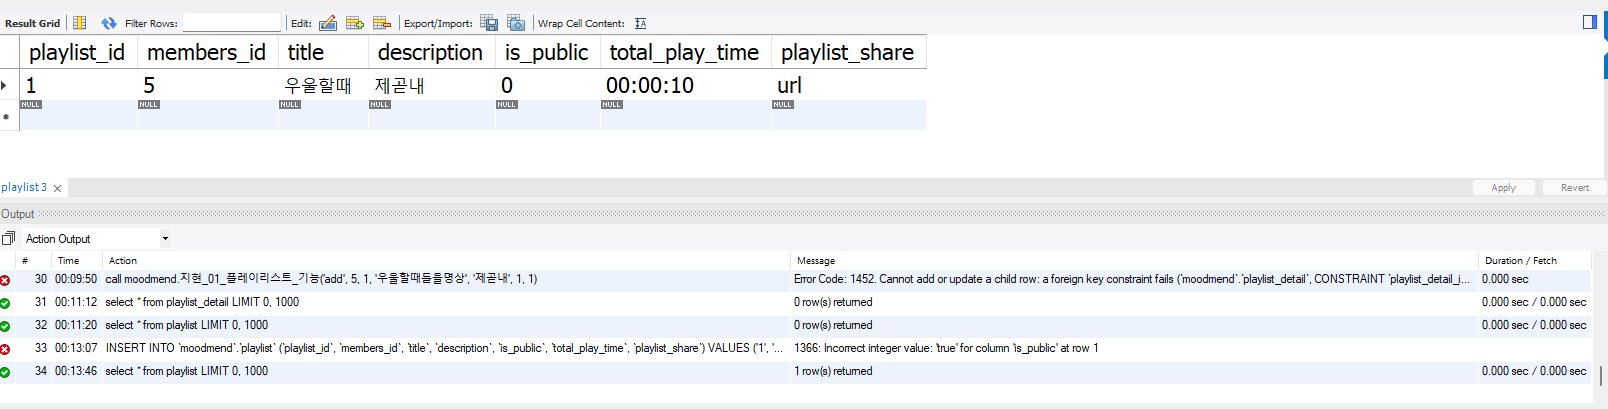 Result Grid Filter Rows: Edit: Export/Import: Wrap Cell Content:
playlist_id members_id title description is_public total_play_time playlist_share
1 5 우울할때 제곧내 0 00:00:10 url
NULL NULL NULL NULL NULL NULL NULL
playlist 3 Apply Revert
Output
Action Output
# Time Action Message Duration / Fetch
30 00:09:50 call moodmend.지현_01_플레이리스트_기능('add', 5, 1, '우울할때들을명상', '제곧내', 1, 1) Error Code: 1452. Cannot add or update a child row: a foreign key constraint fails (`moodmend`.`playlist_detail`, CONSTRAINT `playlist_detail_i... 0.000 sec
31 00:11:12 select * from playlist_detail LIMIT 0, 1000 0 row(s) returned 0.000 sec / 0.000 sec
32 00:11:20 select * from playlist LIMIT 0, 1000 0 row(s) returned 0.000 sec / 0.000 sec
33 00:13:07 INSERT INTO `moodmend`.`playlist` (`playlist_id`, `members_id`, `title`, `description`, `is_public`, `total_play_time`, `playlist_share`) VALUES ('1', '... 1366: Incorrect integer value: 'true' for column 'is_public' at row 1
34 00:13:46 select * from playlist LIMIT 0, 1000 1 row(s) returned 0.000 sec / 0.000 sec